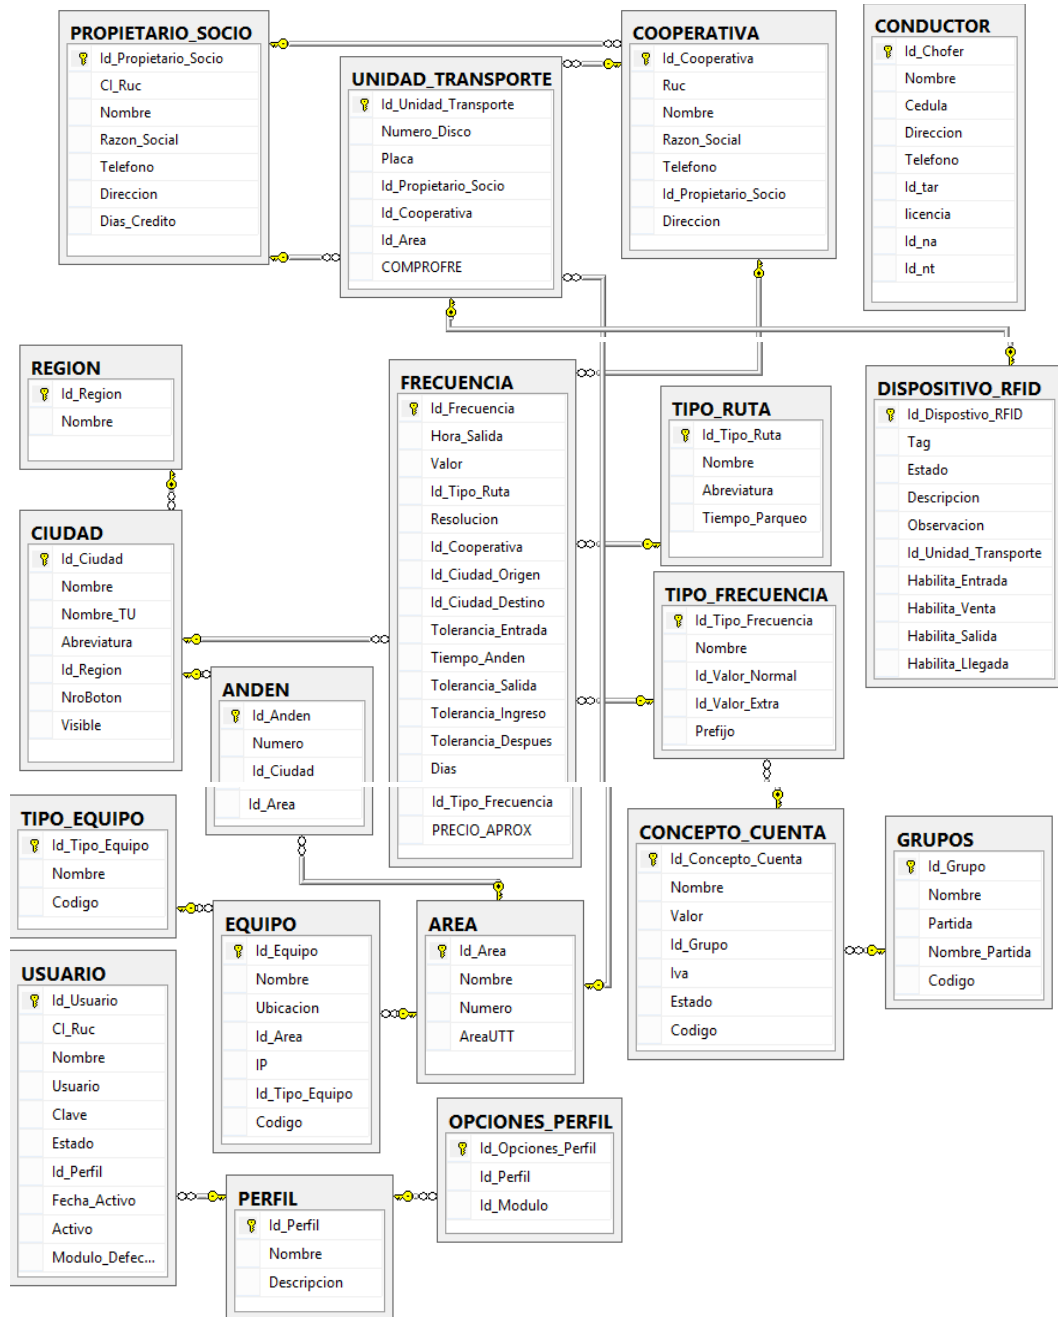 PROPIETARIO_SOCIO
Id_Propietario_Socio
CI_Ruc
Nombre
Razon_Social
Telefono
Direccion
Dias_Credito
UNIDAD_TRANSPORTE
Id_Unidad_Transporte
Numero_Disco
Placa
Id_Propietario_Socio
Id_Cooperativa
Id_Area
COMPROFRE
COOPERATIVA
Id_Cooperativa
Ruc
Nombre
Razon_Social
Telefono
Id_Propietario_Socio
Direccion
CONDUCTOR
Id_Chofer
Nombre
Cedula
Direccion
Telefono
Id_tar
licencia
Id_na
Id_nt
REGION
Id_Region
Nombre
CIUDAD
Id_Ciudad
Nombre
Nombre_TU
Abreviatura
Id_Region
NroBoton
Visible
FRECUENCIA
Id_Frecuencia
Hora_Salida
Valor
Id_Tipo_Ruta
Resolucion
Id_Cooperativa
Id_Ciudad_Origen
Id_Ciudad_Destino
Tolerancia_Entrada
Tiempo_Anden
Tolerancia_Salida
Tolerancia_Ingreso
Tolerancia_Despues
Dias
Id_Tipo_Frecuencia
PRECIO_APROX
TIPO_RUTA
Id_Tipo_Ruta
Nombre
Abreviatura
Tiempo_Parqueo
DISPOSITIVO_RFID
Id_Dispostivo_RFID
Tag
Estado
Descripcion
Observacion
Id_Unidad_Transporte
Habilita_Entrada
Habilita_Venta
Habilita_Salida
Habilita_Llegada
TIPO_FRECUENCIA
Id_Tipo_Frecuencia
Nombre
Id_Valor_Normal
Id_Valor_Extra
Prefijo
ANDEN
Id_Anden
Numero
Id_Ciudad
Id_Area
TIPO_EQUIPO
Id_Tipo_Equipo
Nombre
Codigo
EQUIPO
Id_Equipo
Nombre
Ubicacion
Id_Area
IP
Id_Tipo_Equipo
Codigo
AREA
Id_Area
Nombre
Numero
AreaUTT
CONCEPTO_CUENTA
Id_Concepto_Cuenta
Nombre
Valor
Id_Grupo
Iva
Estado
Codigo
GRUPOS
Id_Grupo
Nombre
Partida
Nombre_Partida
Codigo
USUARIO
Id_Usuario
CI_Ruc
Nombre
Usuario
Clave
Estado
Id_Perfil
Fecha_Activo
Activo
Modulo_Defec...
PERFIL
Id_Perfil
Nombre
Descripcion
OPCIONES_PERFIL
Id_Opciones_Perfil
Id_Perfil
Id_Modulo